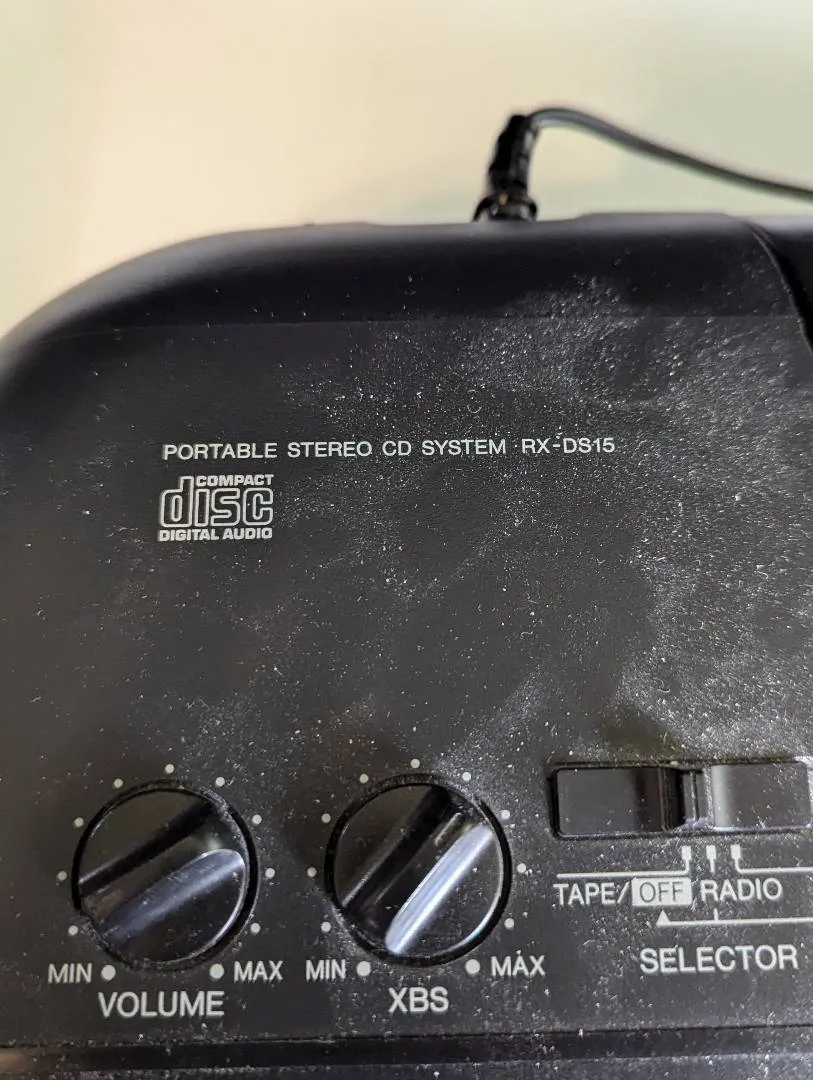 PORTABLE STEREO CD SYSTEM RX-DS15
COMPACT
disc
DIGITAL AUDIO
TAPE/OFF RADIO
MIN MAX MIN MAX SELECTOR
VOLUME XBS